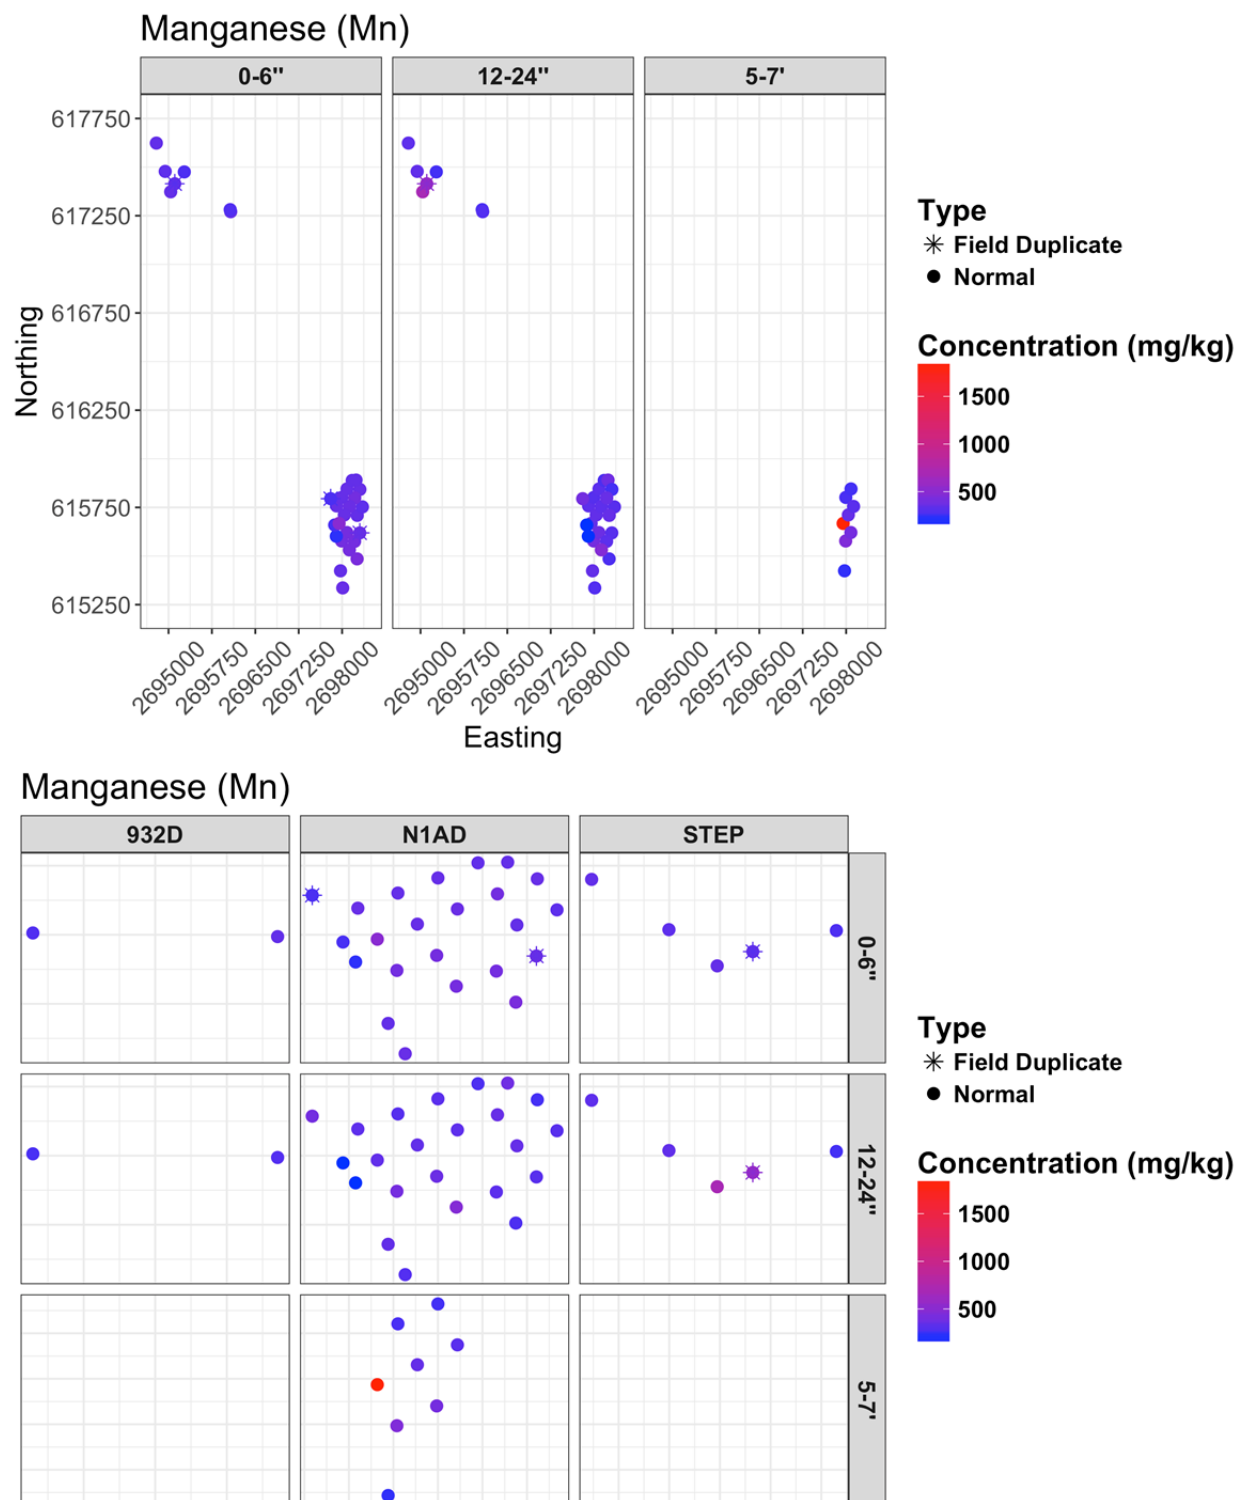 Manganese (Mn)
0-6" 12-24" 5-7'
617750
617250
616750
616250
615750
615250
Northing
2695000 2695750 2696500 2697250 2698000 2695000 2695750 2696500 2697250 2698000 2695000 2695750 2696500 2697250 2698000
Easting
Type
Field Duplicate
Normal
Concentration (mg/kg)
1500
1000
500
Manganese (Mn)
932D N1AD STEP
0-6"
12-24"
5-7'
Type
Field Duplicate
Normal
Concentration (mg/kg)
1500
1000
500